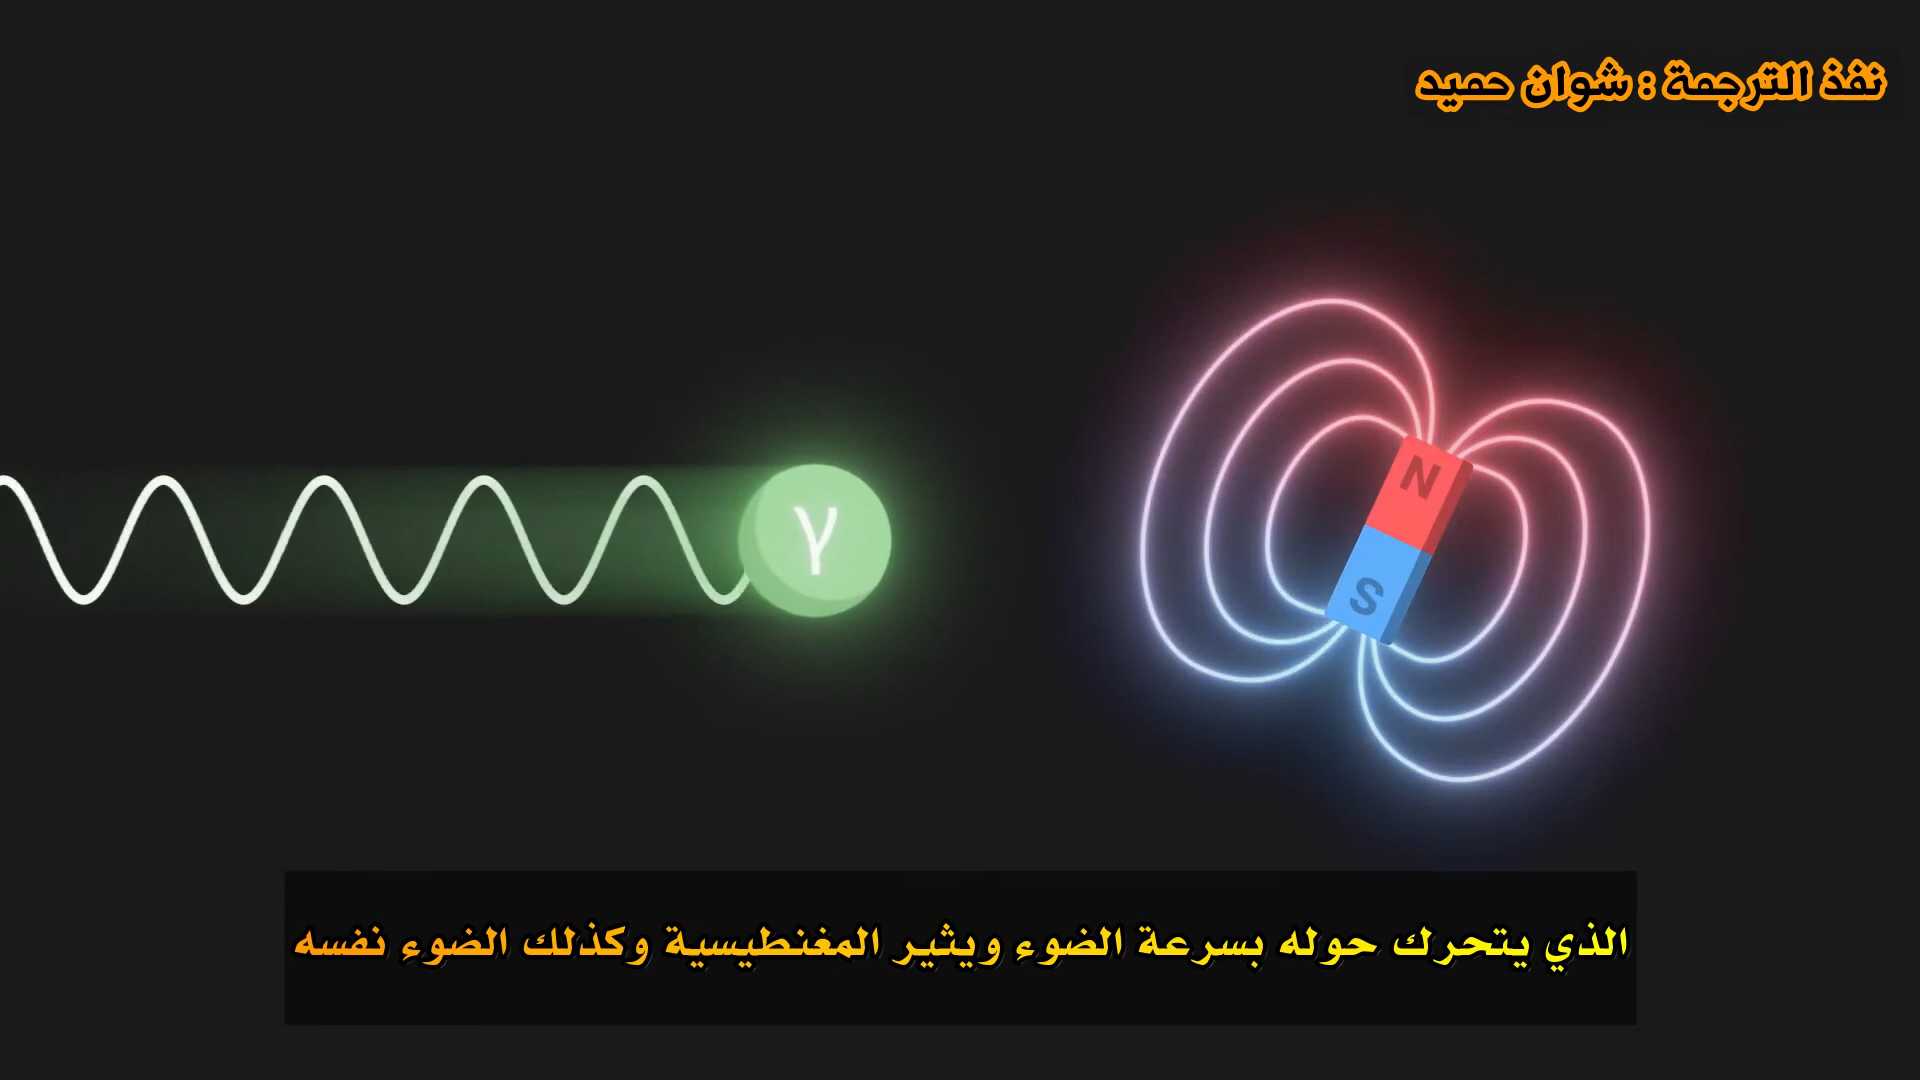 نفذ الترجمة : شوان حميد
γ
N
S
الذي يتحرك حوله بسرعة الضوء ويثير المغنطيسية وكذلك الضوء نفسه